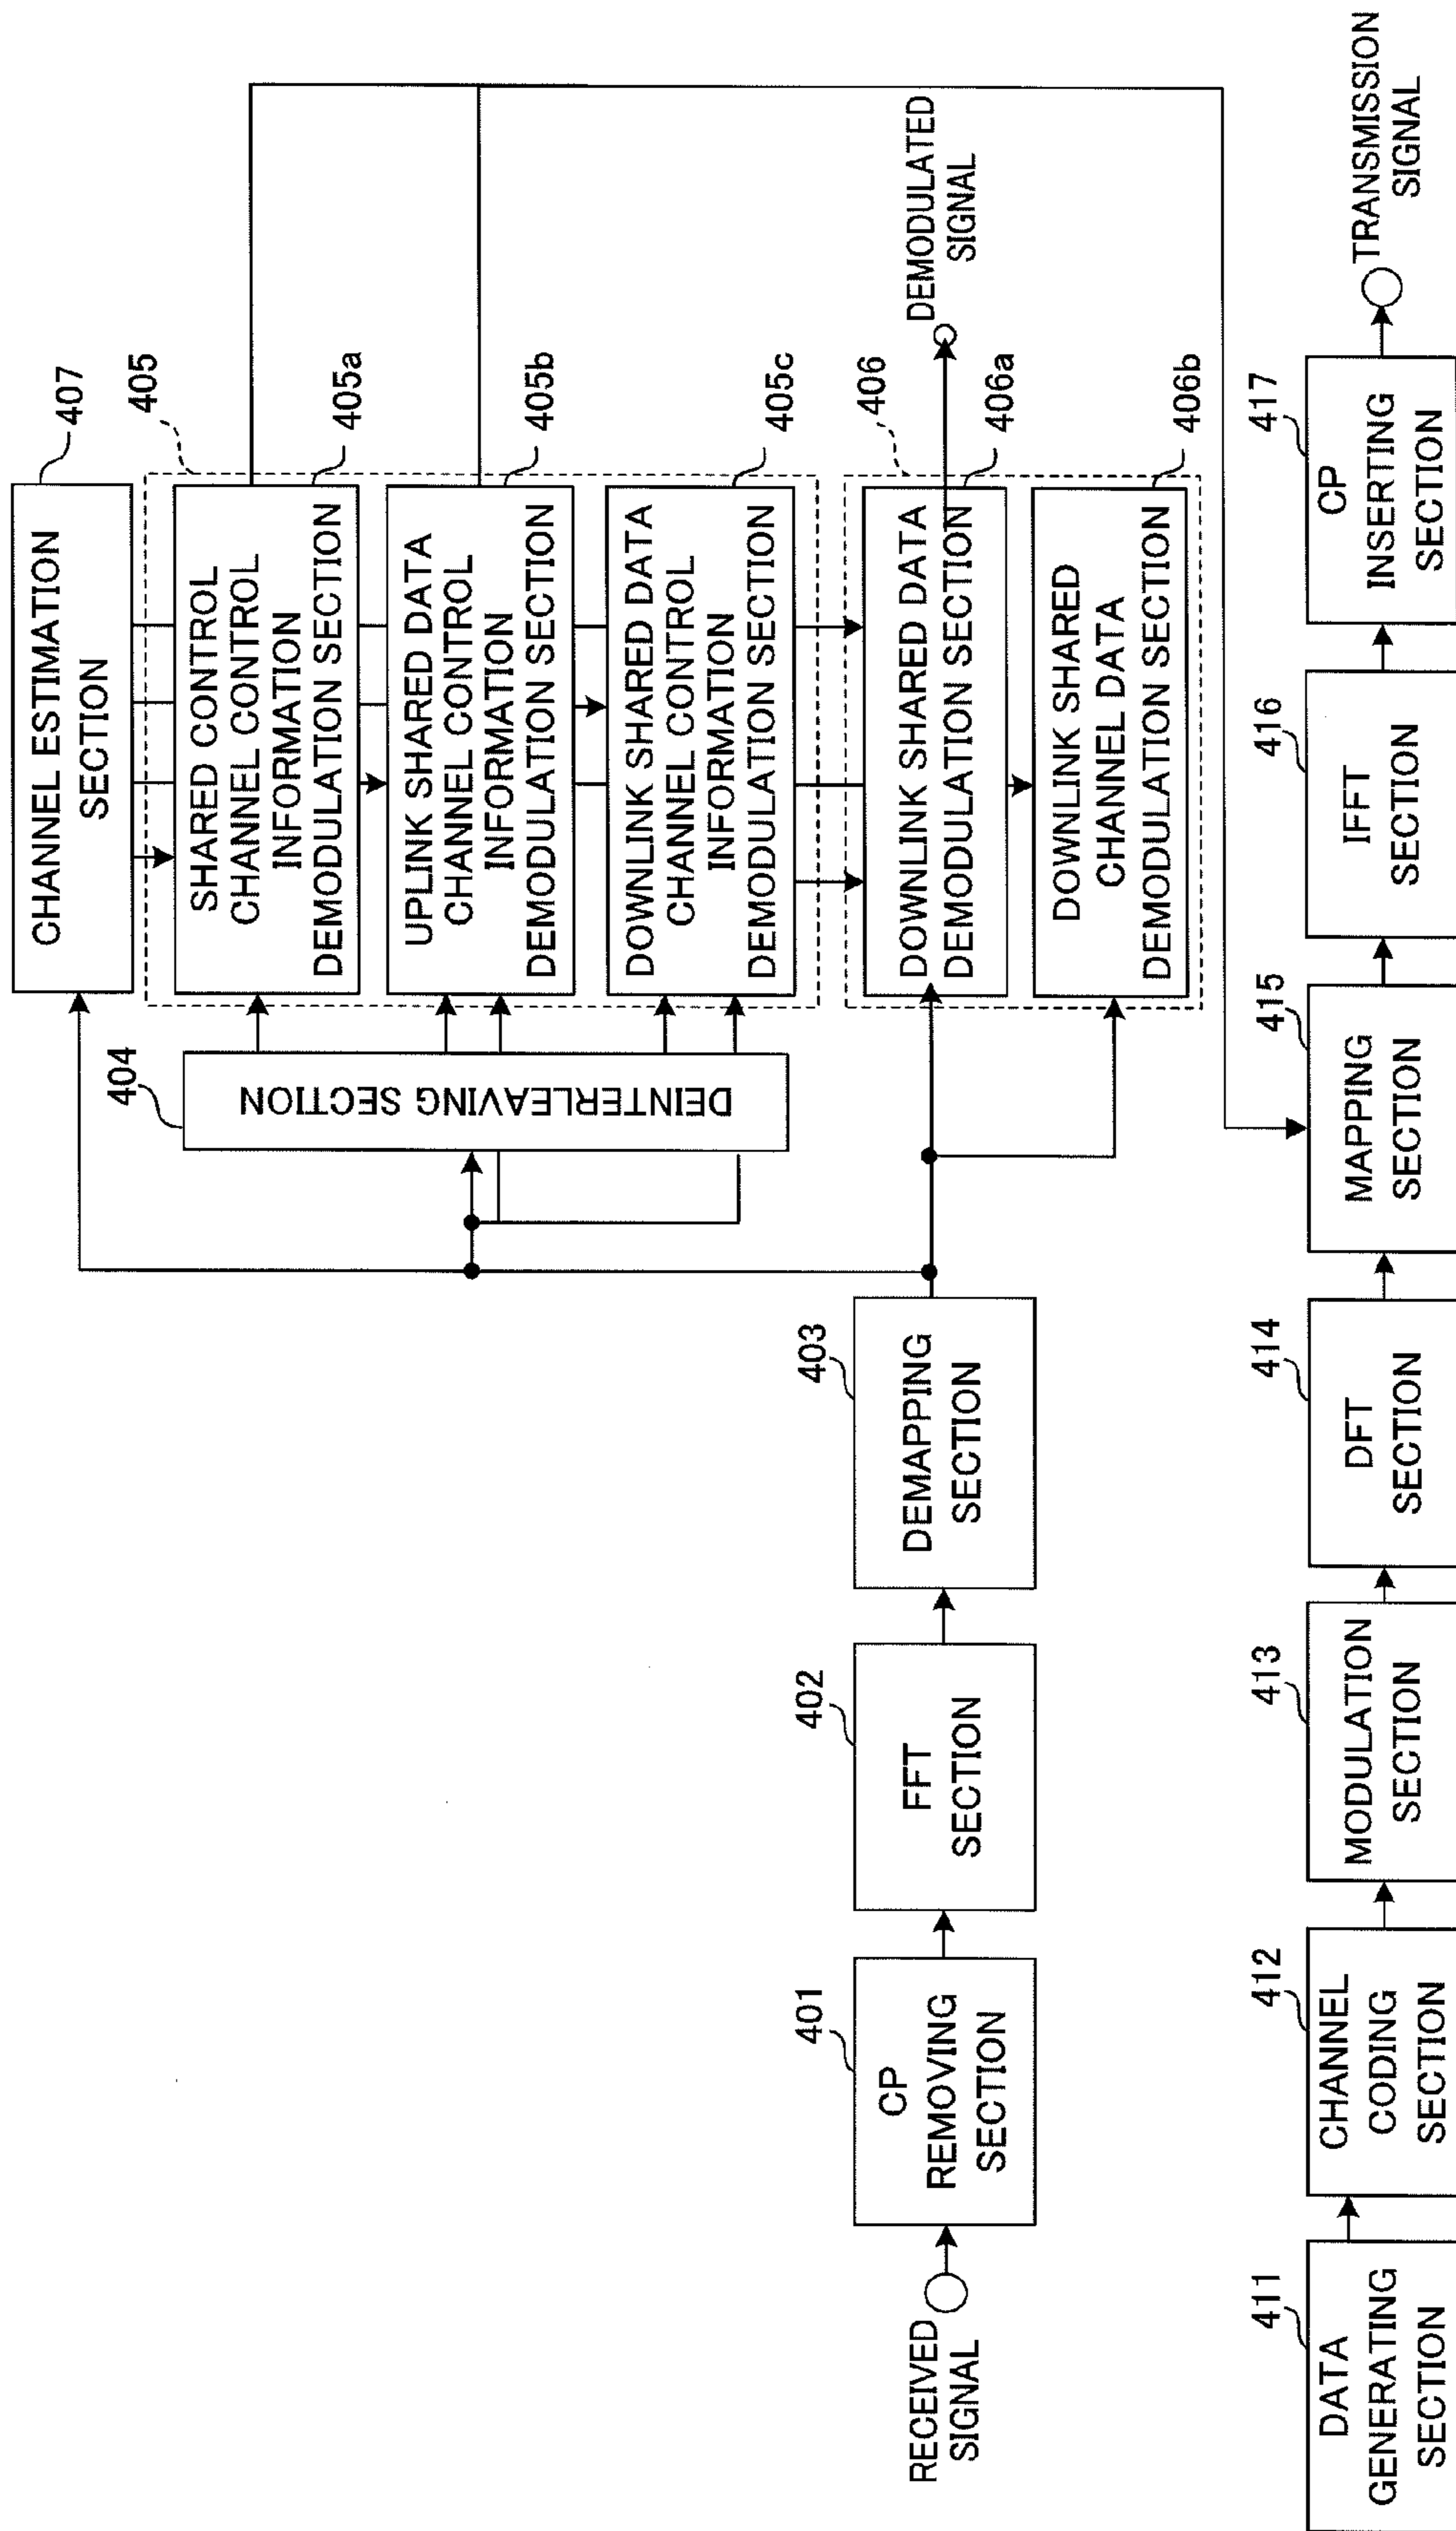 407
CHANNEL ESTIMATION
SECTION
405
SHARED CONTROL
CHANNEL CONTROL
INFORMATION
DEMODULATION SECTION
405a
404
DEINTERLEAVING SECTION
UPLINK SHARED DATA
CHANNEL CONTROL
INFORMATION
DEMODULATION SECTION
405b
DOWNLINK SHARED DATA
CHANNEL CONTROL
INFORMATION
DEMODULATION SECTION
405c
RECEIVED
SIGNAL
401
CP
REMOVING
SECTION
402
FFT
SECTION
403
DEMAPPING
SECTION
406
DOWNLINK SHARED DATA
DEMODULATION SECTION
406a
DEMODULATED
SIGNAL
DOWNLINK SHARED
CHANNEL DATA
DEMODULATION SECTION
406b
411
DATA
GENERATING
SECTION
412
CHANNEL
CODING
SECTION
413
MODULATION
SECTION
414
DFT
SECTION
415
MAPPING
SECTION
416
IFFT
SECTION
417
CP
INSERTING
SECTION
TRANSMISSION
SIGNAL